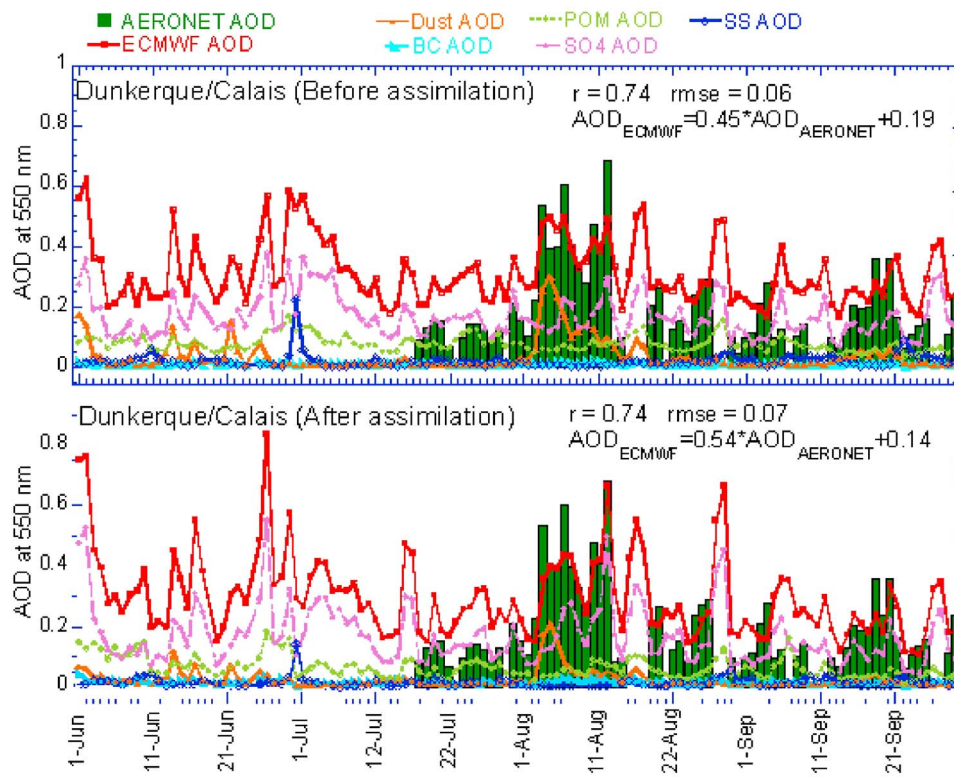 AERONET AOD Dust AOD POM AOD SS AOD
ECMWF AOD BC AOD SO4 AOD
1
Dunkerque/Calais (Before assimilation) r = 0.74 rmse = 0.06
AOD_ECMWF=0.45*AOD_AERONET+0.19
0.8
0.6
0.4
0.2
0
AOD at 550 nm
Dunkerque/Calais (After assimilation) r = 0.74 rmse = 0.07
AOD_ECMWF=0.54*AOD_AERONET+0.14
0.8
0.6
0.4
0.2
0
AOD at 550 nm
1-Jun 11-Jun 21-Jun 1-Jul 12-Jul 22-Jul 1-Aug 11-Aug 22-Aug 1-Sep 11-Sep 21-Sep